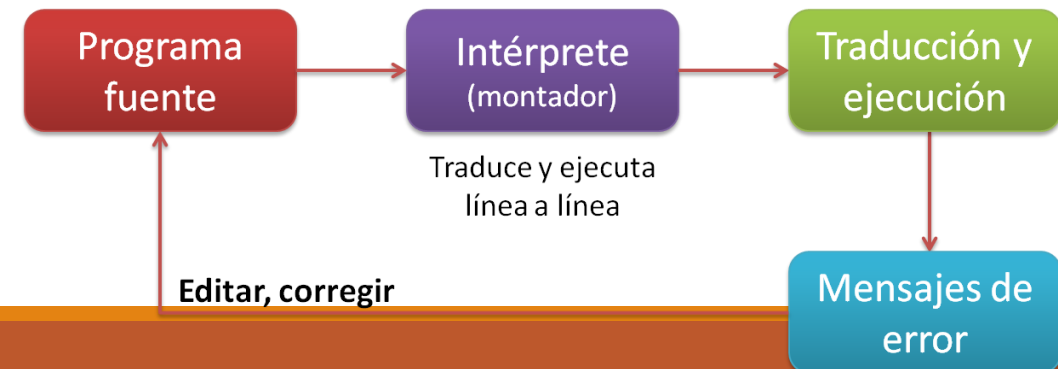 Programa
fuente
Intérprete
(montador)
Traducción y
ejecución
Traduce y ejecuta
línea a línea
Editar, corregir
Mensajes de
error